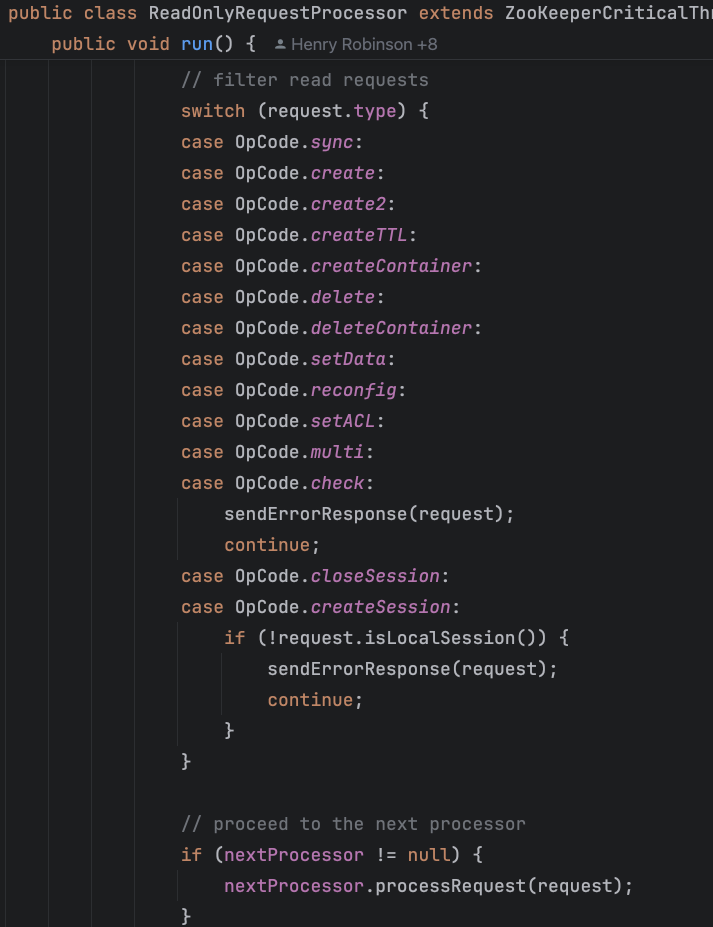 public class ReadOnlyRequestProcessor extends ZooKeeperCriticalThr
public void run() { Henry Robinson +8
// filter read requests
switch (request.type) {
case OpCode.sync:
case OpCode.create:
case OpCode.create2:
case OpCode.createTTL:
case OpCode.createContainer:
case OpCode.delete:
case OpCode.deleteContainer:
case OpCode.setData:
case OpCode.reconfig:
case OpCode.setACL:
case OpCode.multi:
case OpCode.check:
sendErrorResponse(request);
continue;
case OpCode.closeSession:
case OpCode.createSession:
if (!request.isLocalSession()) {
sendErrorResponse(request);
continue;
}
}
// proceed to the next processor
if (nextProcessor != null) {
nextProcessor.processRequest(request);
}